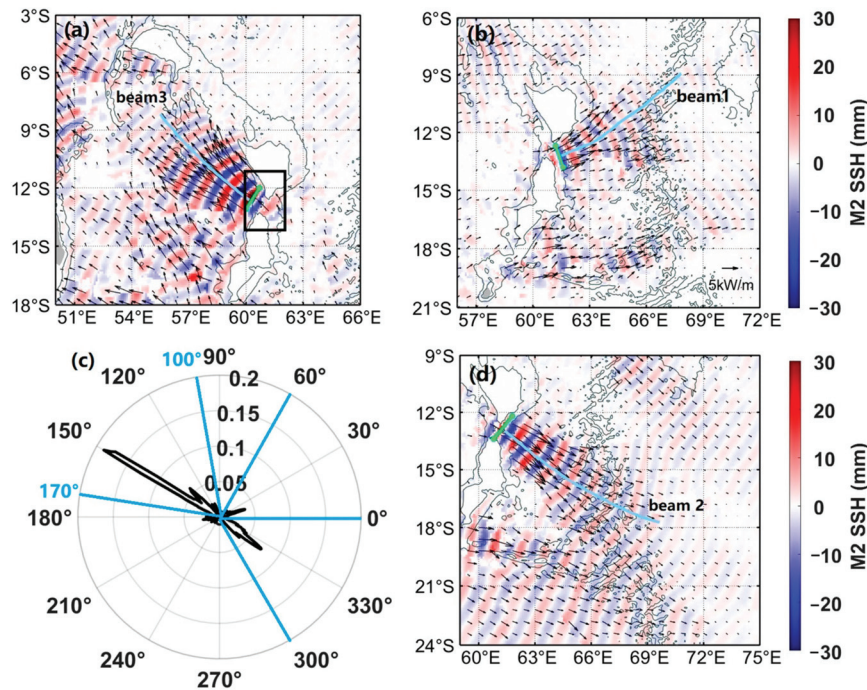 (a)
beam3
3°S
6°S
9°S
12°S
15°S
18°S
51°E 54°E 57°E 60°E 63°E 66°E
(b)
beam1
5kW/m
6°S
9°S
12°S
15°S
18°S
21°S
57°E 60°E 63°E 66°E 69°E 72°E
30
20
10
0
-10
-20
-30
M2 SSH (mm)
(c)
100° 90°
120° 60°
0.2
0.15
0.1
0.05
150° 30°
170°
180° 0°
210° 330°
240° 300°
270°
(d)
beam 2
9°S
12°S
15°S
18°S
21°S
24°S
60°E 63°E 66°E 69°E 72°E 75°E
30
20
10
0
-10
-20
-30
M2 SSH (mm)